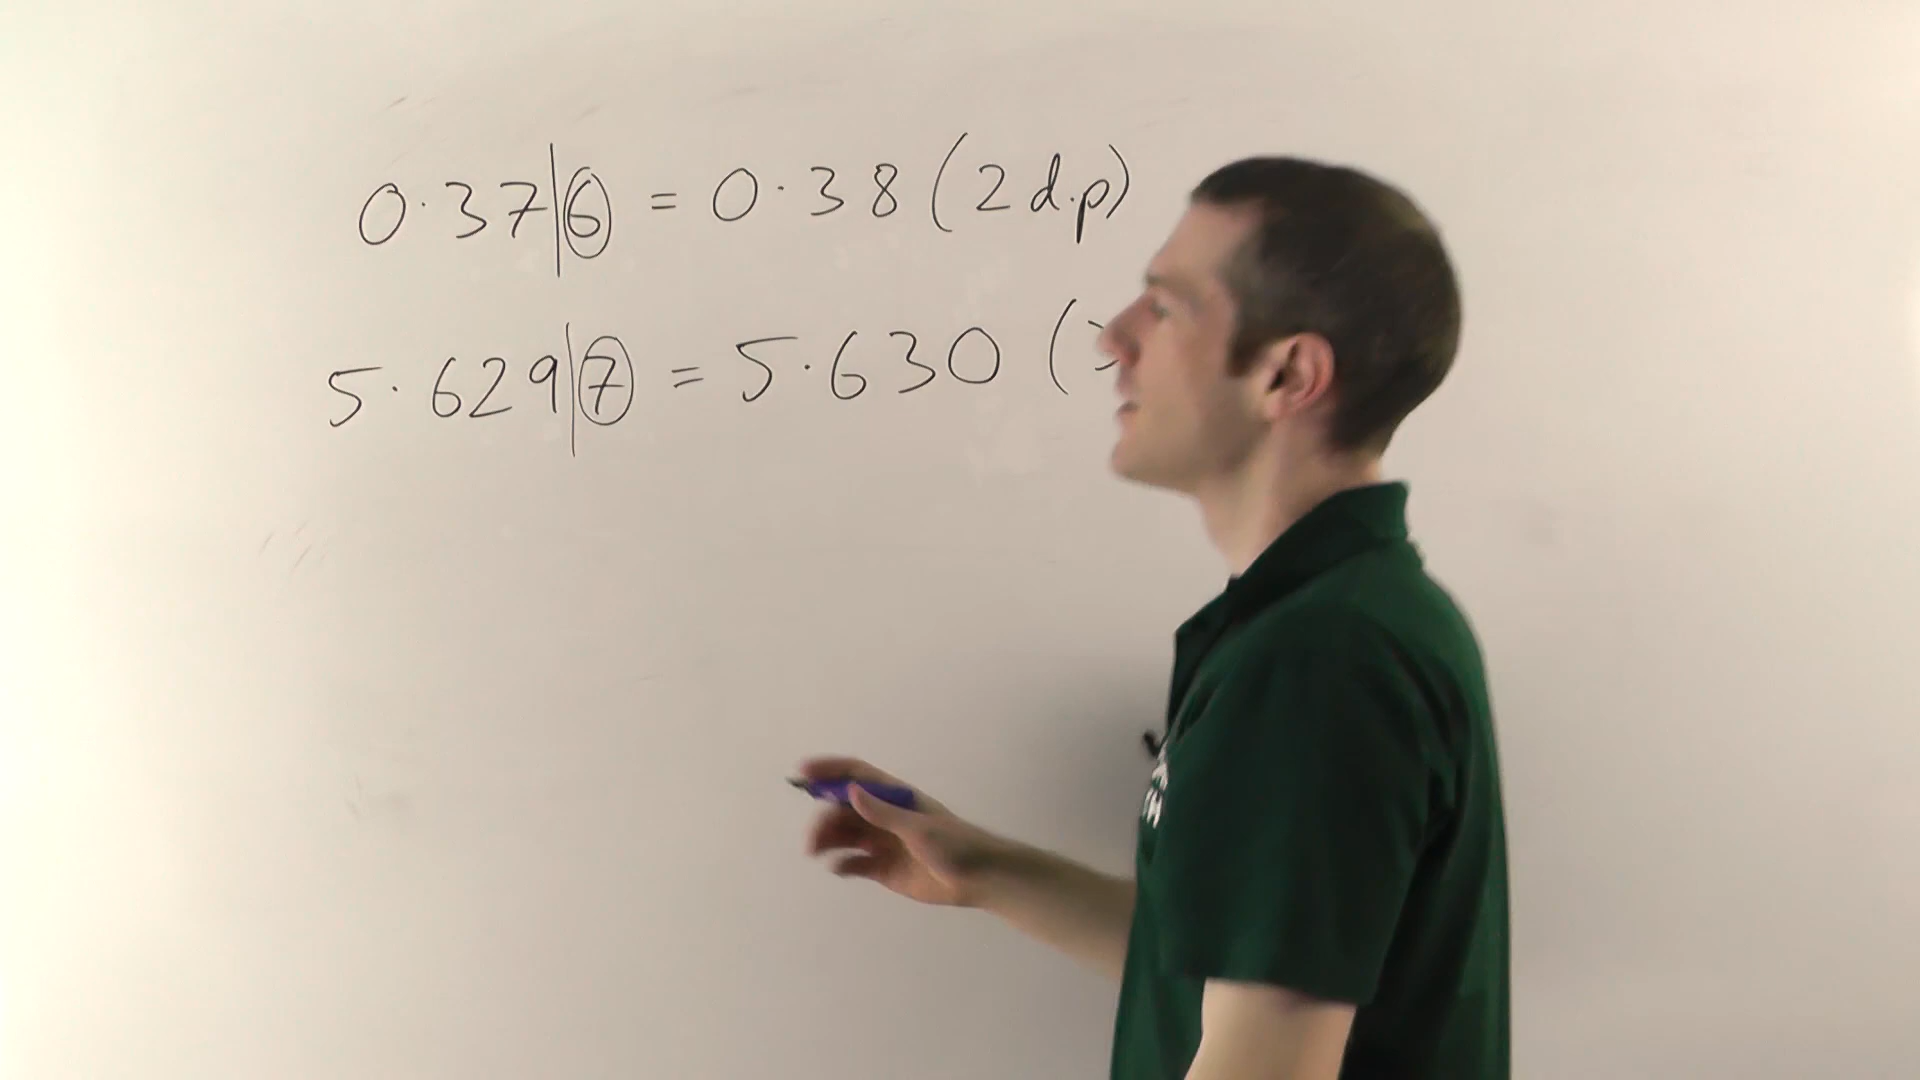 0.37|6 = 0.38 (2 d.p)
5.629|7 = 5.630 (